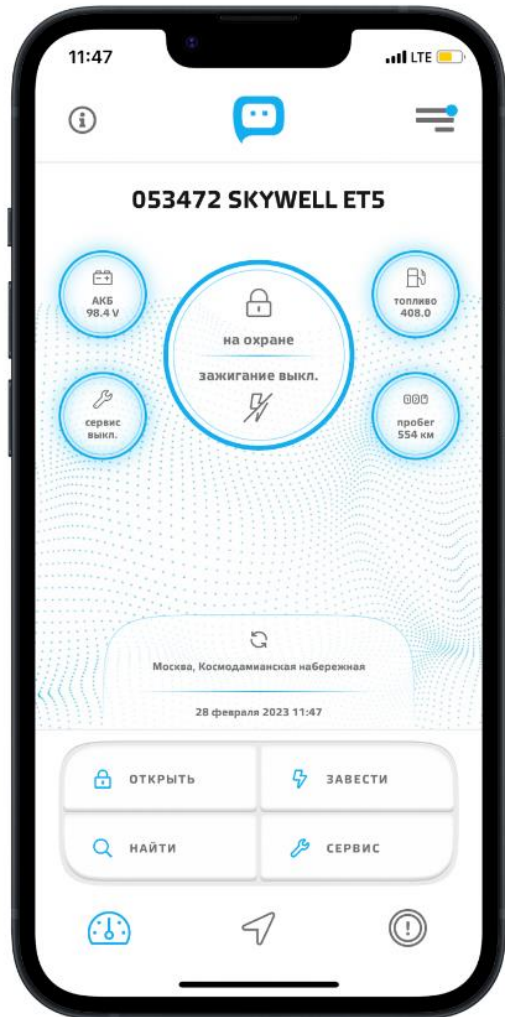 11:47
LTE
053472 SKYWELL ET5
АКБ
98.4 V
на охране
зажигание выкл.
топливо
408.0
сервис
выкл.
пробег
554 км
Москва, Космодамианская набережная
28 февраля 2023 11:47
ОТКРЫТЬ
ЗАВЕСТИ
НАЙТИ
СЕРВИС